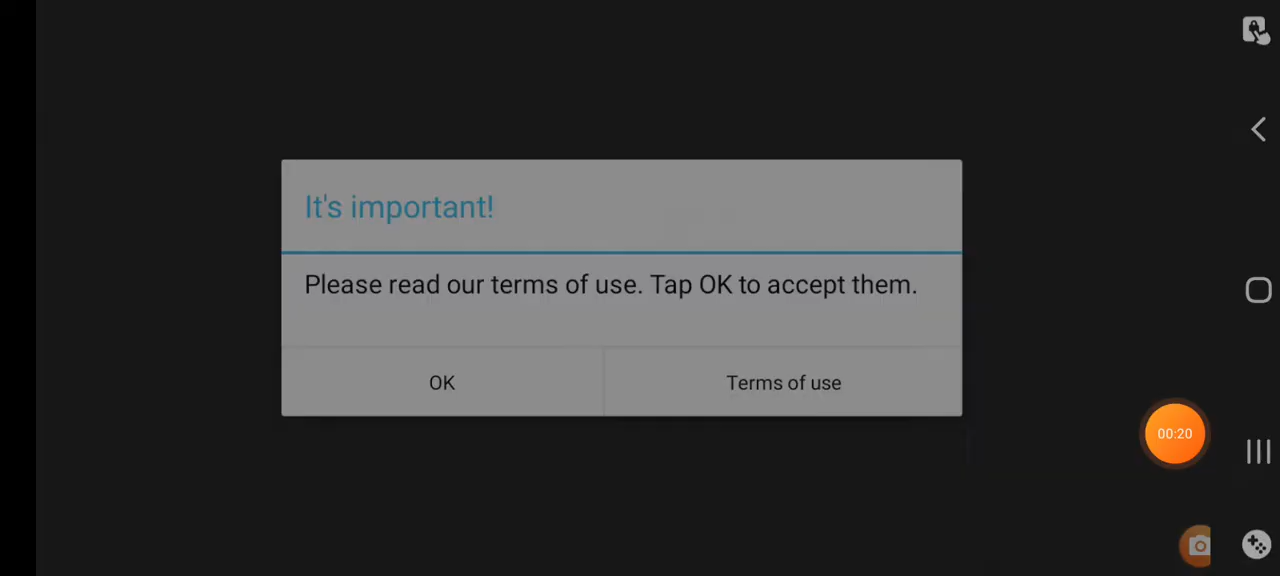 It's important!
Please read our terms of use. Tap OK to accept them.
OK
Terms of use
00:20